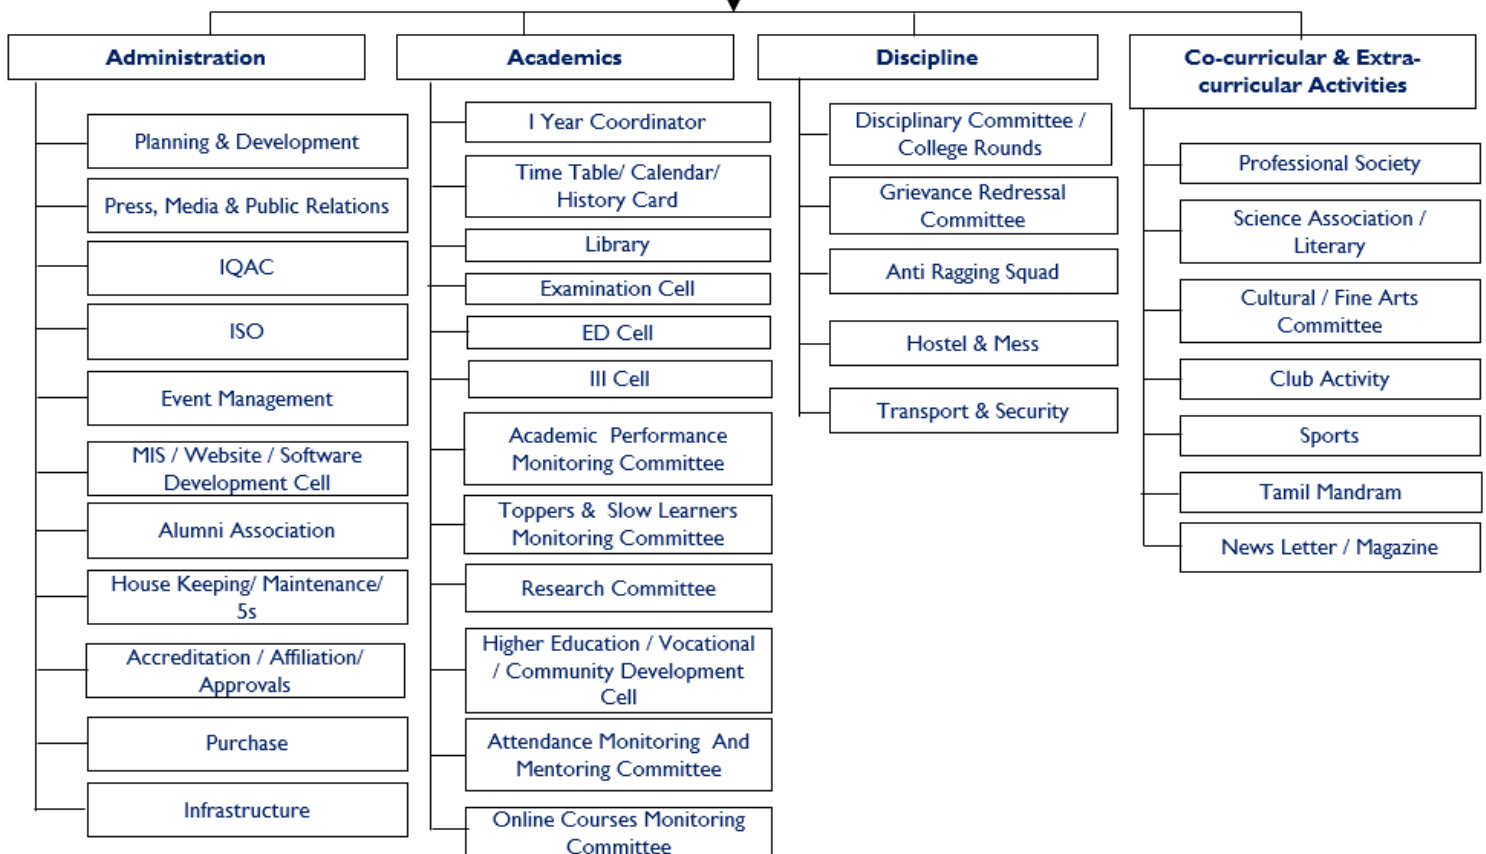 Administration
Planning & Development
Press, Media & Public Relations
IQAC
ISO
Event Management
MIS / Website / Software
Development Cell
Alumni Association
House Keeping/ Maintenance/
5s
Accreditation / Affiliation/
Approvals
Purchase
Infrastructure
Academics
I Year Coordinator
Time Table/ Calendar/
History Card
Library
Examination Cell
ED Cell
III Cell
Academic Performance
Monitoring Committee
Toppers & Slow Learners
Monitoring Committee
Research Committee
Higher Education / Vocational
/ Community Development
Cell
Attendance Monitoring And
Mentoring Committee
Online Courses Monitoring
Committee
Discipline
Disciplinary Committee /
College Rounds
Grievance Redressal
Committee
Anti Ragging Squad
Hostel & Mess
Transport & Security
Co-curricular & Extra-
curricular Activities
Professional Society
Science Association /
Literary
Cultural / Fine Arts
Committee
Club Activity
Sports
Tamil Mandram
News Letter / Magazine